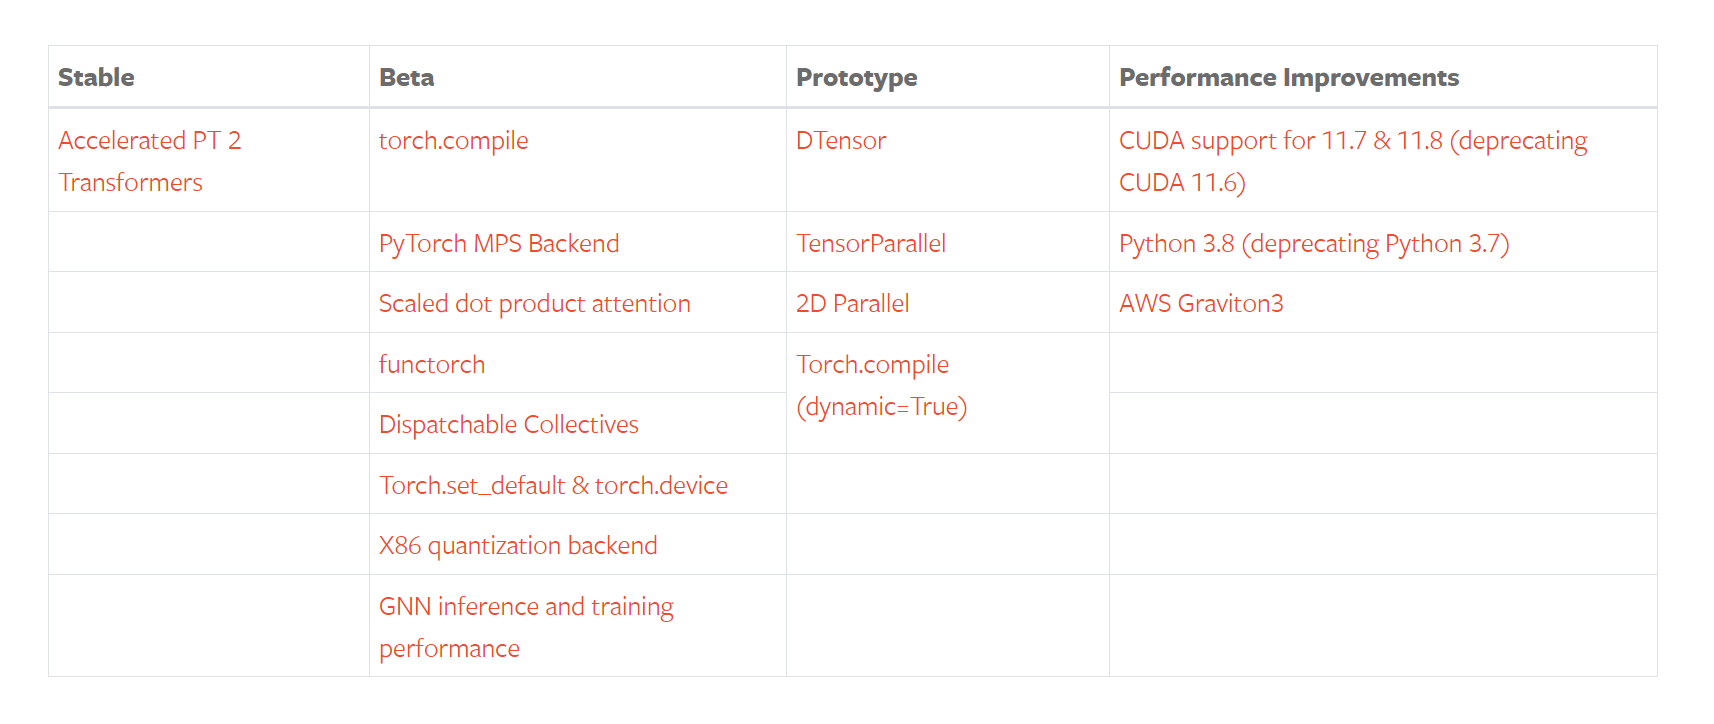 Stable Beta Prototype Performance Improvements
Accelerated PT 2 Transformers torch.compile DTensor CUDA support for 11.7 & 11.8 (deprecating CUDA 11.6)
PyTorch MPS Backend TensorParallel Python 3.8 (deprecating Python 3.7)
Scaled dot product attention 2D Parallel AWS Graviton3
functorch Torch.compile (dynamic=True)
Dispatchable Collectives
Torch.set_default & torch.device
X86 quantization backend
GNN inference and training performance